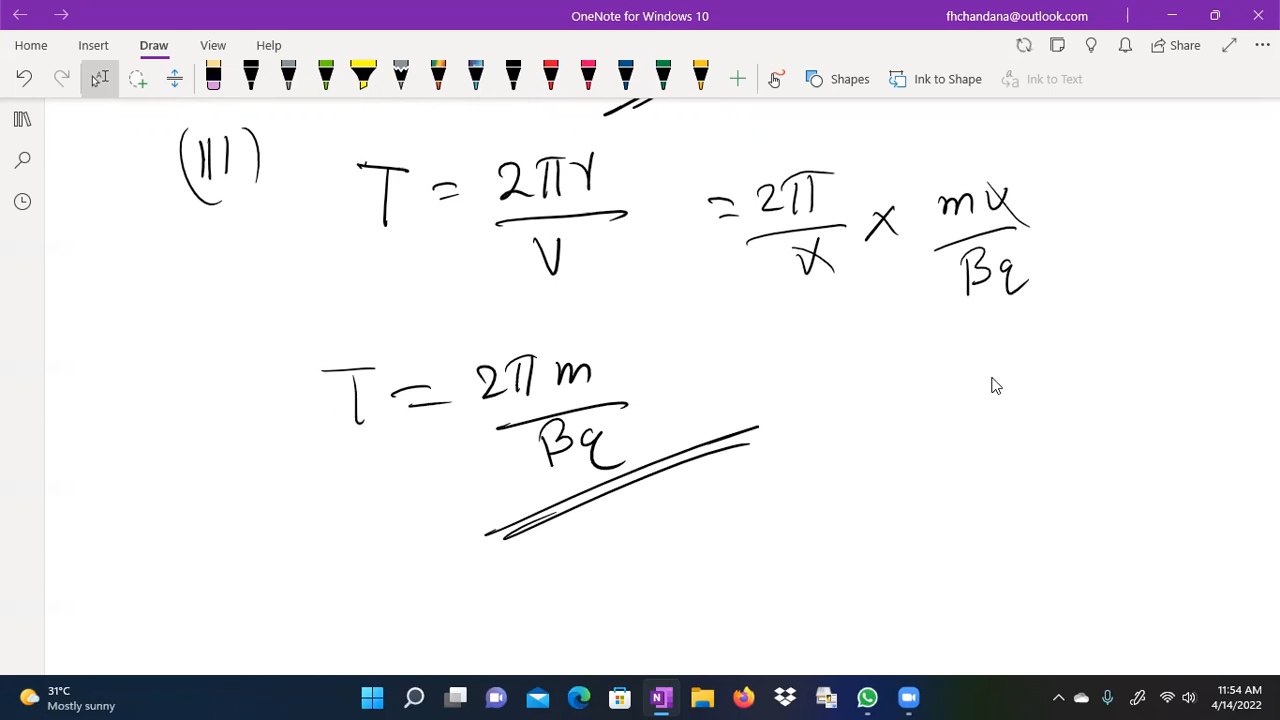 OneNote for Windows 10
fhchandana@outlook.com
Home Insert Draw View Help
Share
Shapes
Ink to Shape
Ink to Text
(III) T = 2πr / v = 2π / v × mv / Bq
T = 2πm / Bq
31°C
Mostly sunny
11:54 AM
4/14/2022